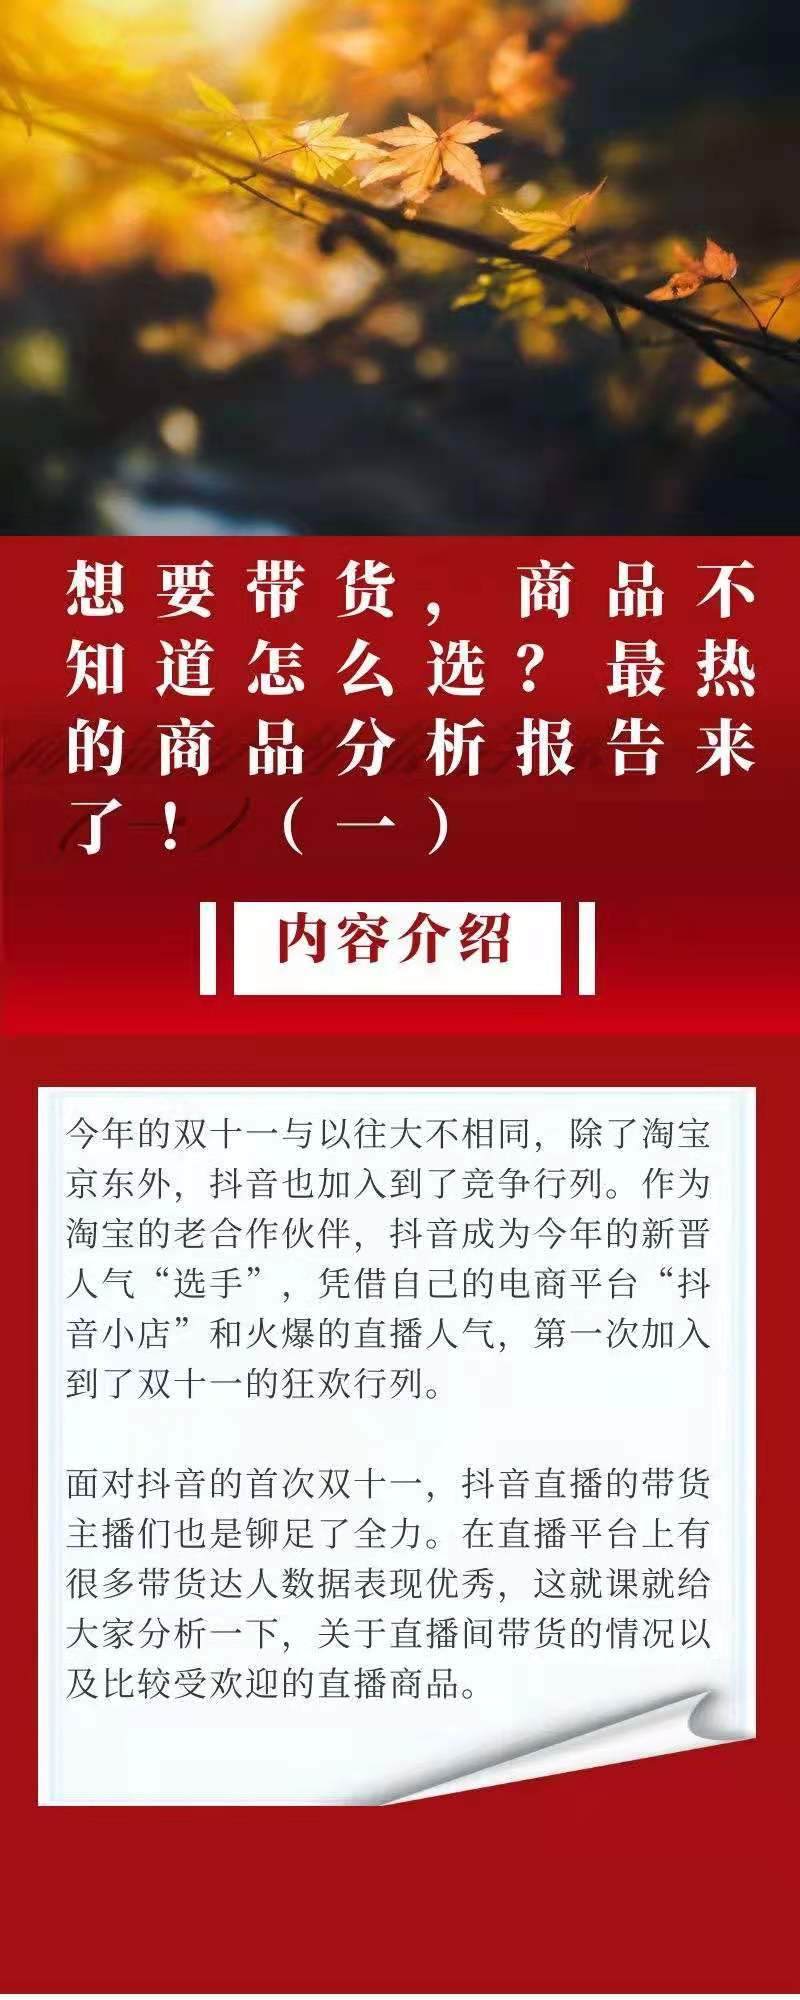 想要带货，商品不
知道怎么选？最热
的商品分析报告来
了！（一）
内容介绍
今年的双十一与以往大不相同，除了淘宝
京东外，抖音也加入到了竞争行列。作为
淘宝的老合作伙伴，抖音成为今年的新晋
人气“选手”，凭借自己的电商平台“抖
音小店”和火爆的直播人气，第一次加入
到了双十一的狂欢行列。
面对抖音的首次双十一，抖音直播的带货
主播们也是铆足了全力。在直播平台上有
很多带货达人数据表现优秀，这就课就给
大家分析一下，关于直播间带货的情况以
及比较受欢迎的直播商品。